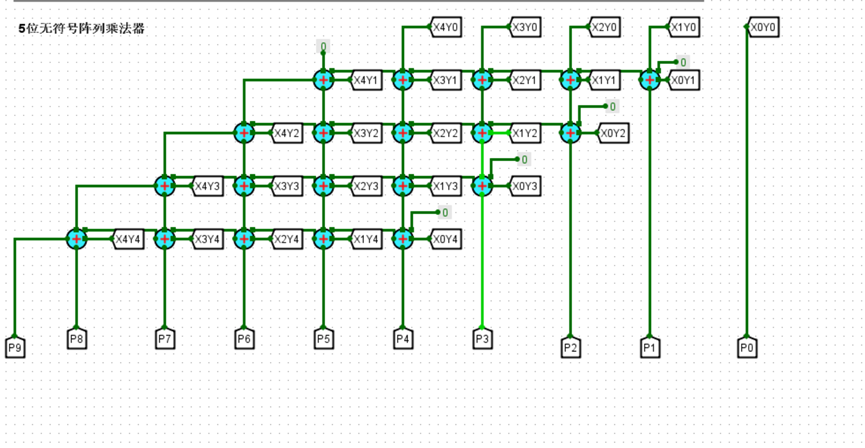 5位无符号阵列乘法器
X4Y0 X3Y0 X2Y0 X1Y0 X0Y0
0
0
X4Y1 X3Y1 X2Y1 X1Y1 X0Y1
0
X4Y2 X3Y2 X2Y2 X1Y2 X0Y2
0
X4Y3 X3Y3 X2Y3 X1Y3 X0Y3
0
X4Y4 X3Y4 X2Y4 X1Y4 X0Y4
P9 P8 P7 P6 P5 P4 P3 P2 P1 P0